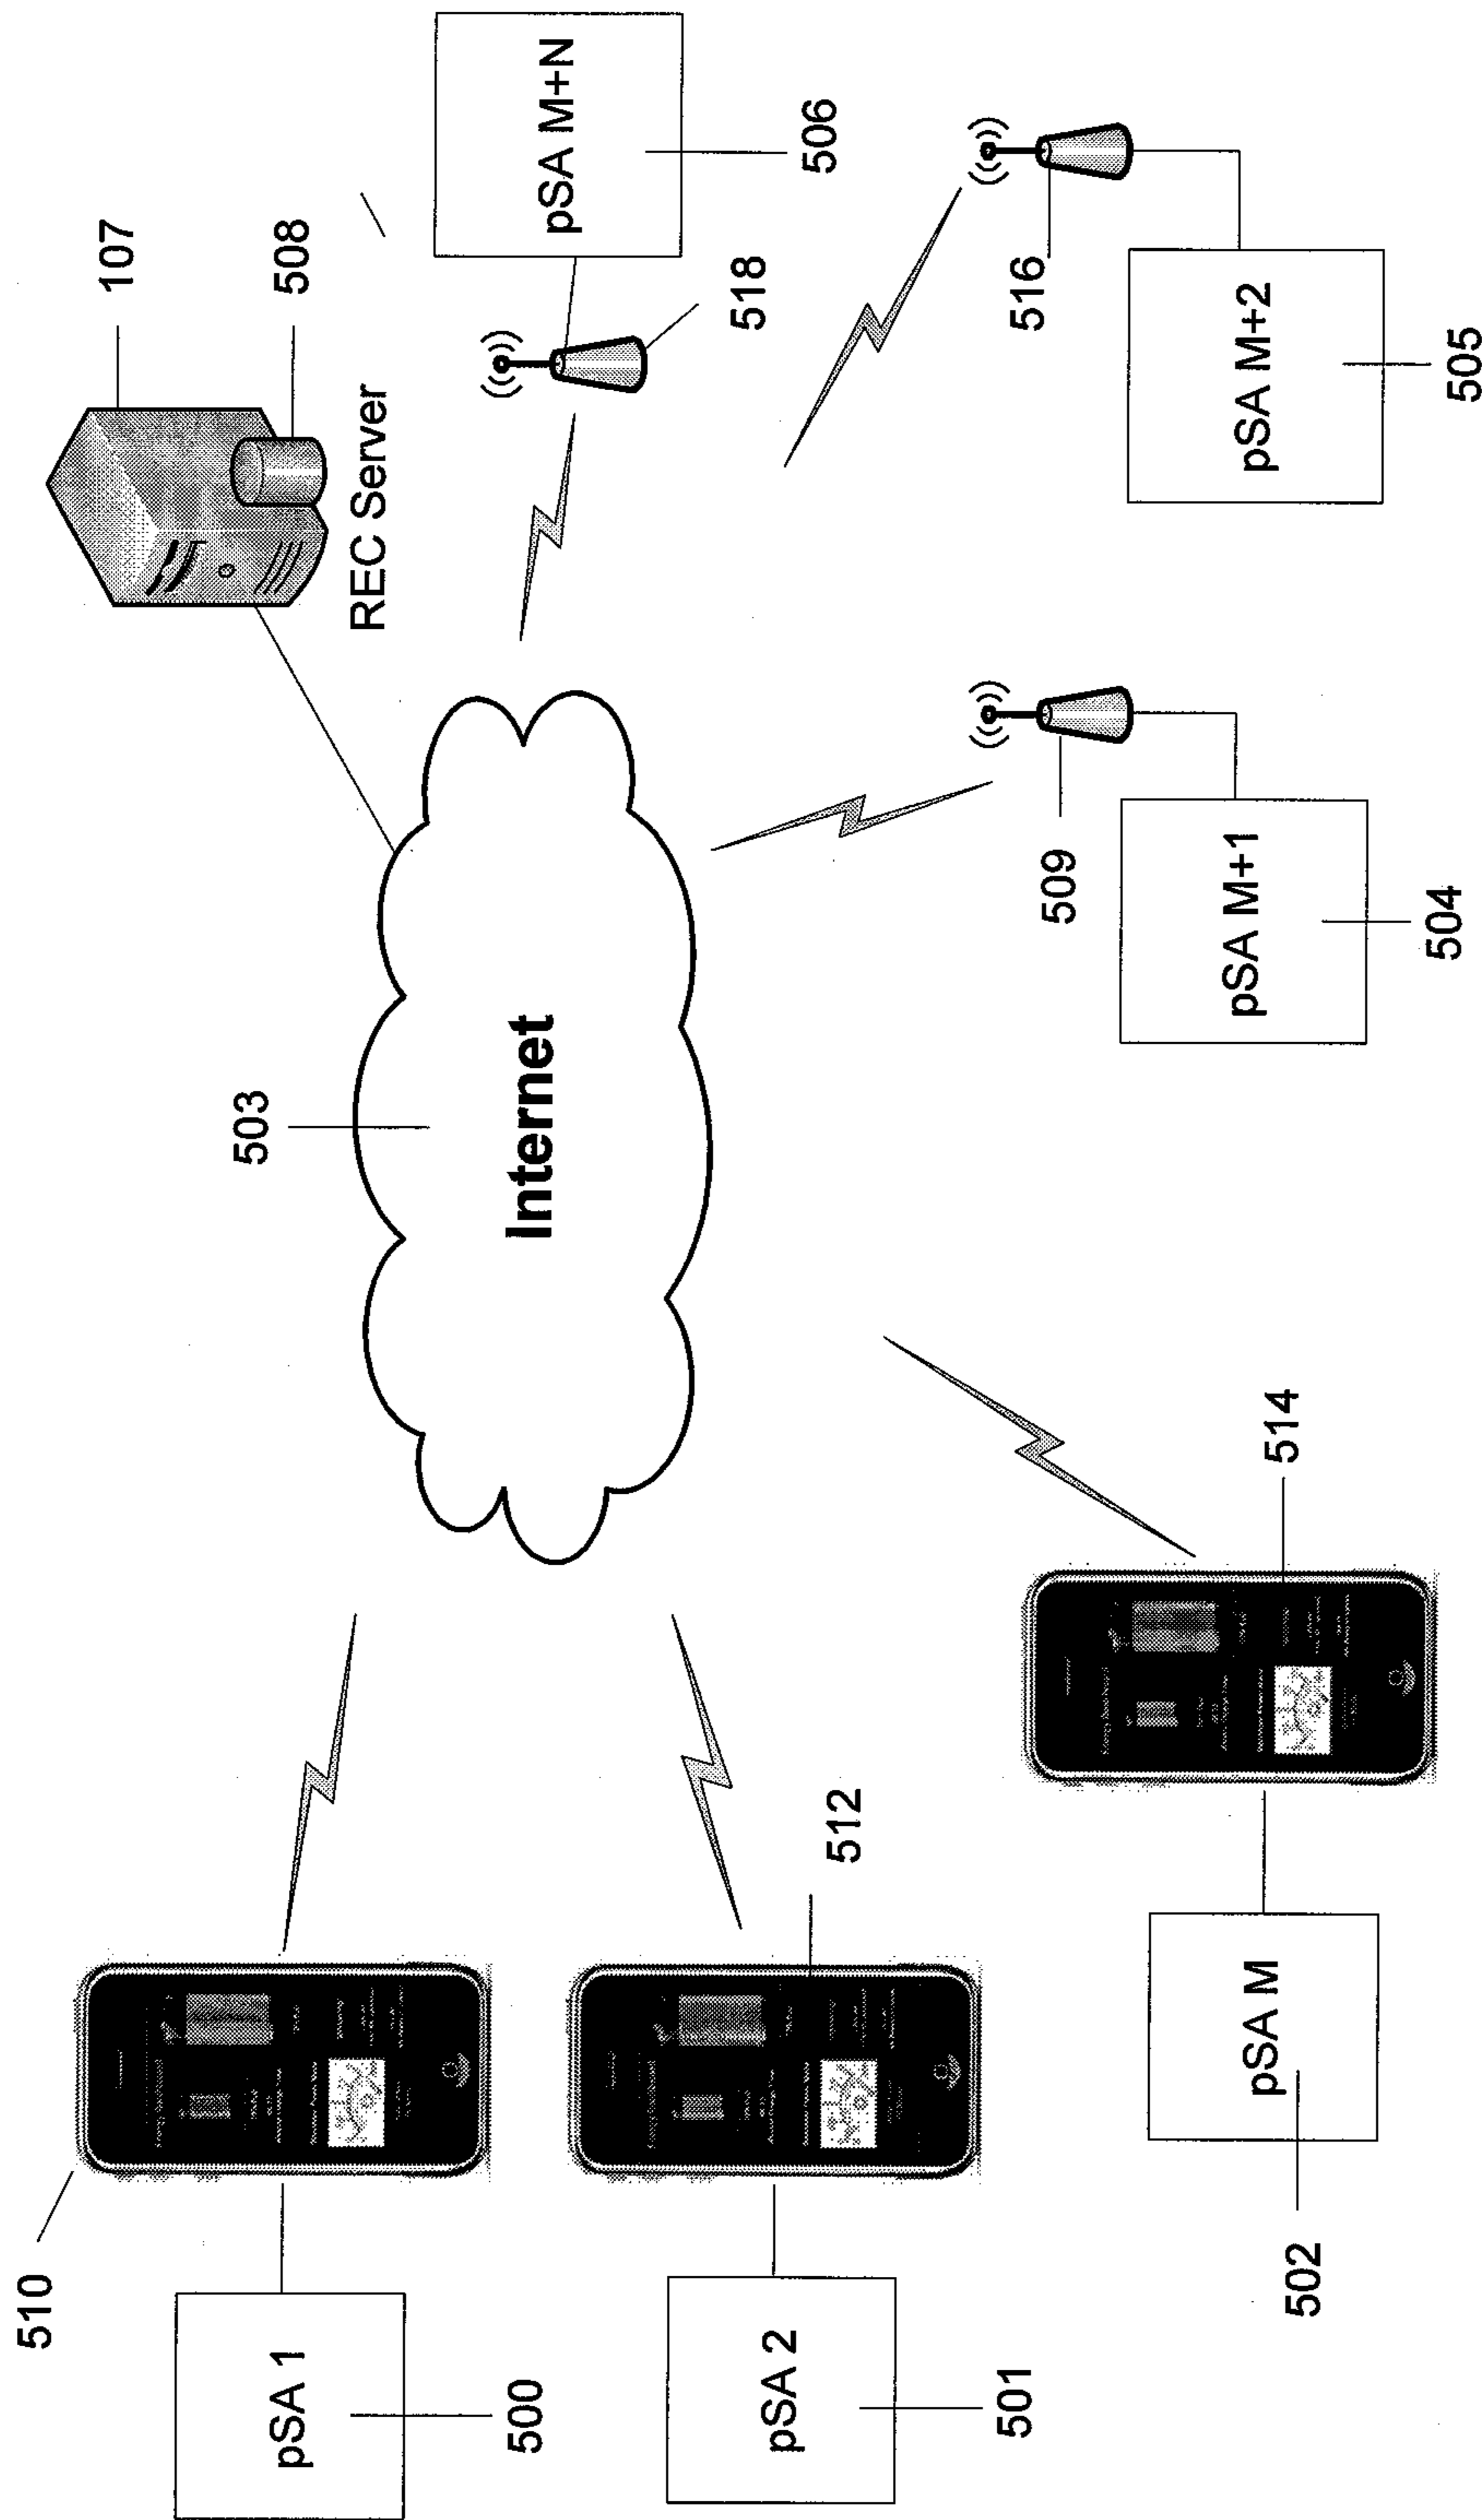 510
pSA 1
500
pSA 2
501
512
pSA M
502
514
503
Internet
REC Server
107
508
pSA M+N
506
518
509
pSA M+1
504
516
pSA M+2
505